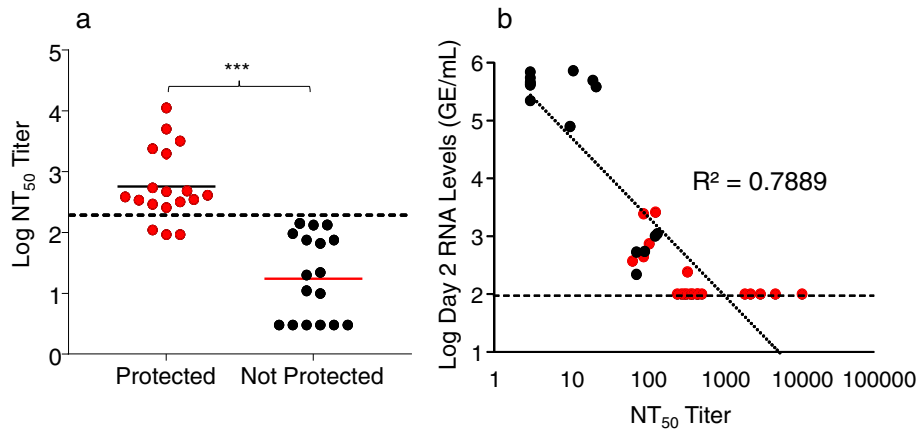 a
***
Log NT50 Titer
5
4
3
2
1
0
Protected
Not Protected
b
Log Day 2 RNA Levels (GE/mL)
6
5
4
3
2
1
R² = 0.7889
1
10
100
1000
10000
100000
NT50 Titer